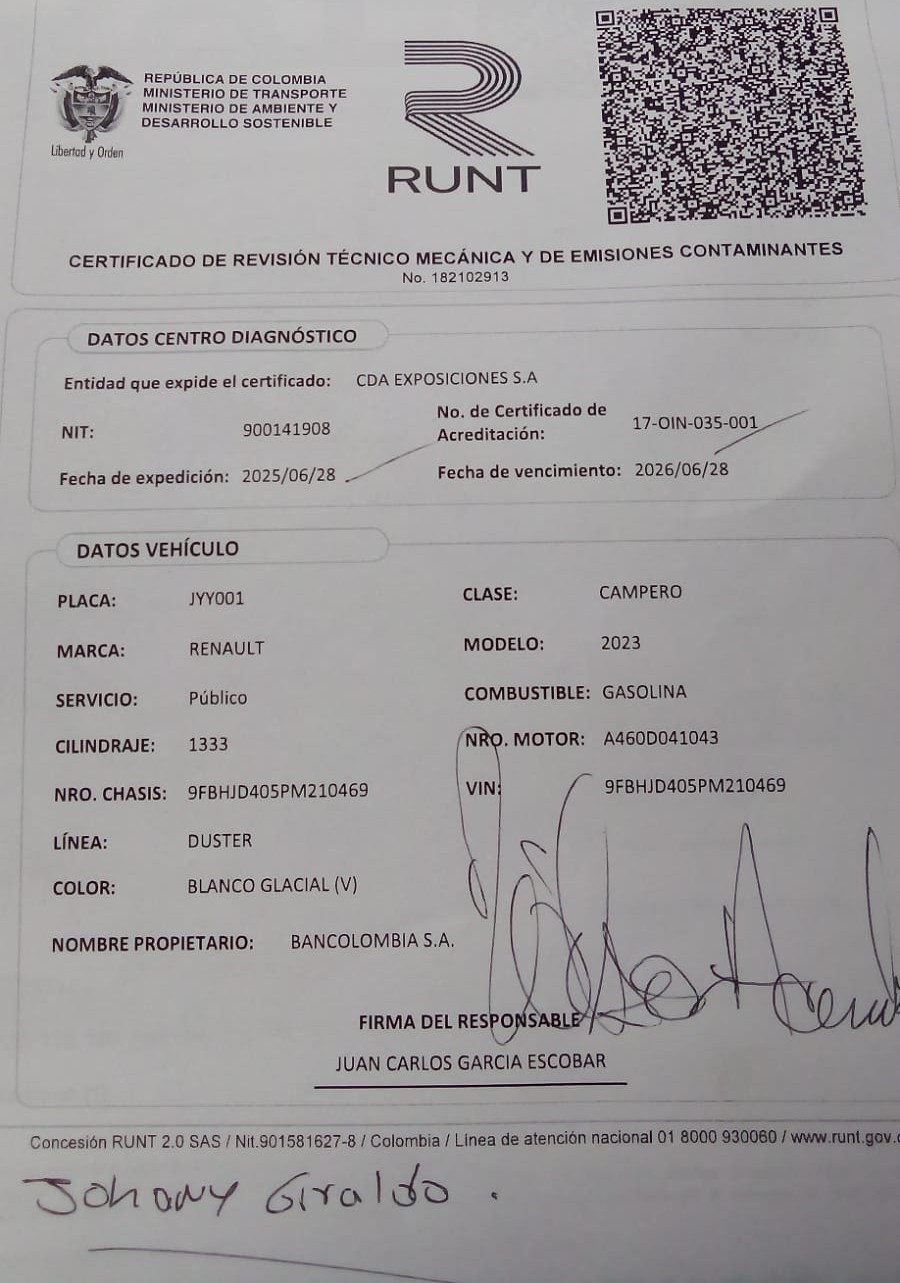 REPÚBLICA DE COLOMBIA
MINISTERIO DE TRANSPORTE
MINISTERIO DE AMBIENTE Y
DESARROLLO SOSTENIBLE
Libertad y Orden
RUNT
CERTIFICADO DE REVISIÓN TÉCNICO MECÁNICA Y DE EMISIONES CONTAMINANTES
No. 182102913
DATOS CENTRO DIAGNÓSTICO
Entidad que expide el certificado: CDA EXPOSICIONES S.A
NIT: 900141908 No. de Certificado de Acreditación: 17-OIN-035-001
Fecha de expedición: 2025/06/28 Fecha de vencimiento: 2026/06/28
DATOS VEHÍCULO
PLACA: JYY001 CLASE: CAMPERO
MARCA: RENAULT MODELO: 2023
SERVICIO: Público COMBUSTIBLE: GASOLINA
CILINDRAJE: 1333 NRO. MOTOR: A460D041043
NRO. CHASIS: 9FBHJD405PM210469 VIN: 9FBHJD405PM210469
LÍNEA: DUSTER
COLOR: BLANCO GLACIAL (V)
NOMBRE PROPIETARIO: BANCOLOMBIA S.A.
FIRMA DEL RESPONSABLE
JUAN CARLOS GARCIA ESCOBAR
Concesión RUNT 2.0 SAS / Nit.901581627-8 / Colombia / Línea de atención nacional 01 8000 930060 / www.runt.gov.c
Johany Giraldo .